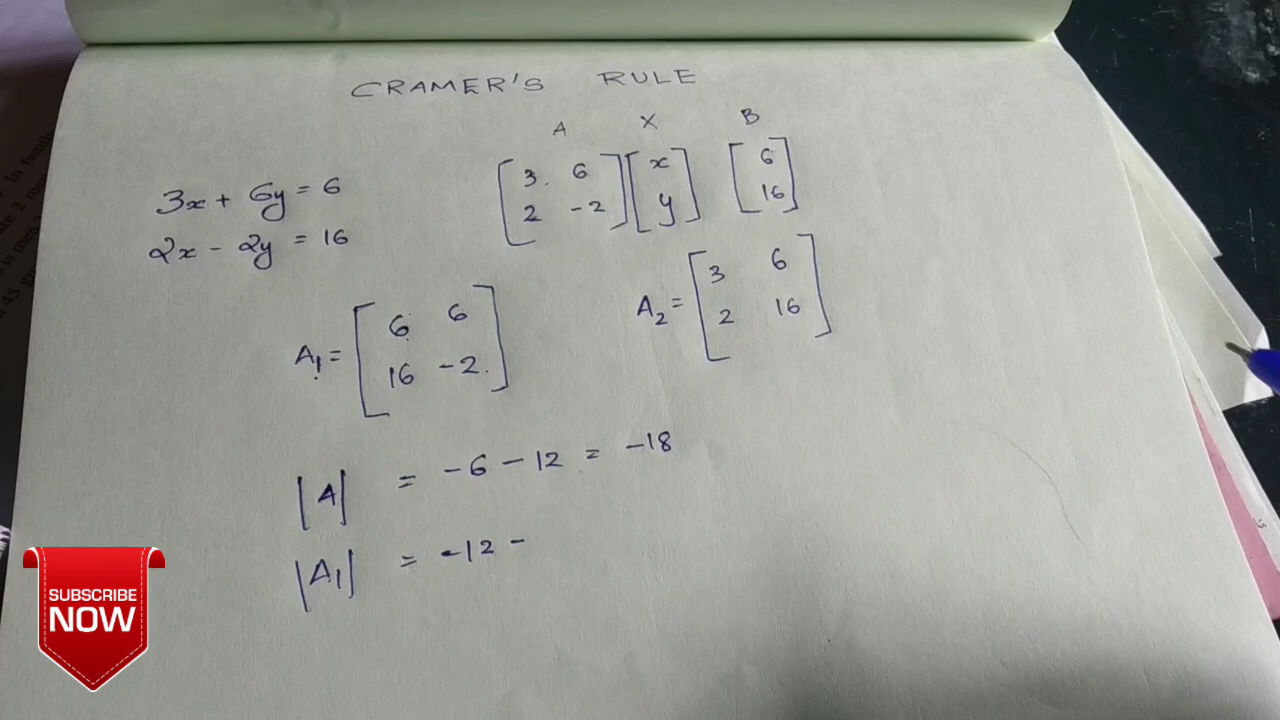 CRAMER'S RULE
A X B
3x + 6y = 6
2x - 2y = 16
[3. 6] [x] [6]
[2 -2] [y] [16]
A₁ = [6 6]
[16 -2.]
A₂ = [3 6]
[2 16]
|A| = -6 - 12 = -18
|A₁| = -12 -
SUBSCRIBE
NOW